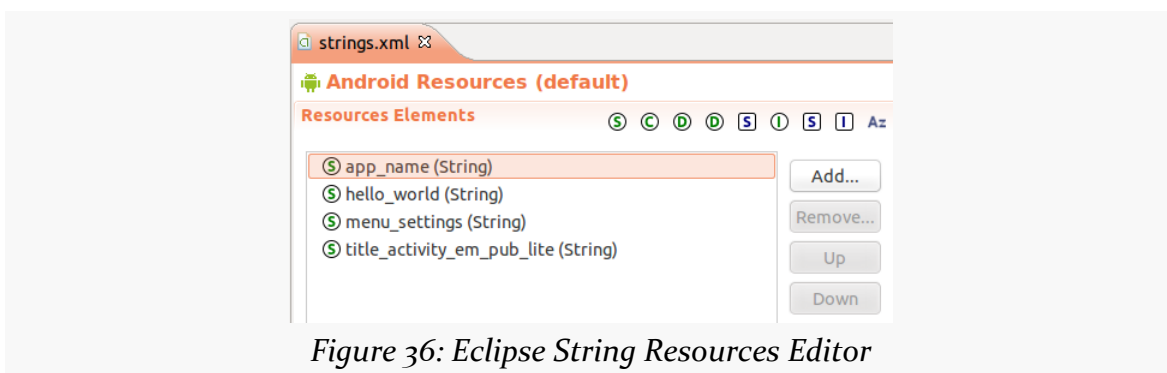 strings.xml
Android Resources (default)
Resources Elements S C D D S I S I Az
S app_name (String)
S hello_world (String)
S menu_settings (String)
S title_activity_em_pub_lite (String)
Add...
Remove...
Up
Down
Figure 36: Eclipse String Resources Editor